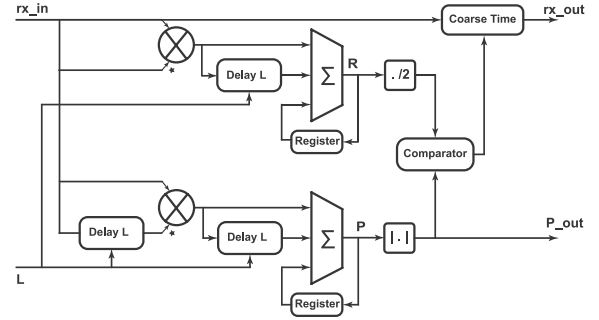 rx_in
Coarse Time
rx_out
*
Delay L
Σ
R
. /2
Register
Comparator
*
Delay L
Delay L
Σ
P
| . |
P_out
L
Register